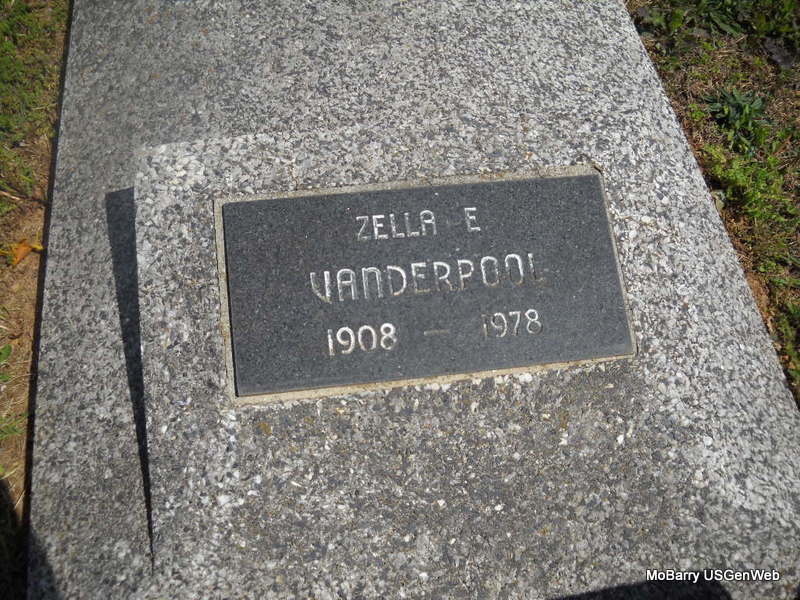 ZELLA E
VANDERPOOL
1908 — 1978
MoBarry USGenWeb